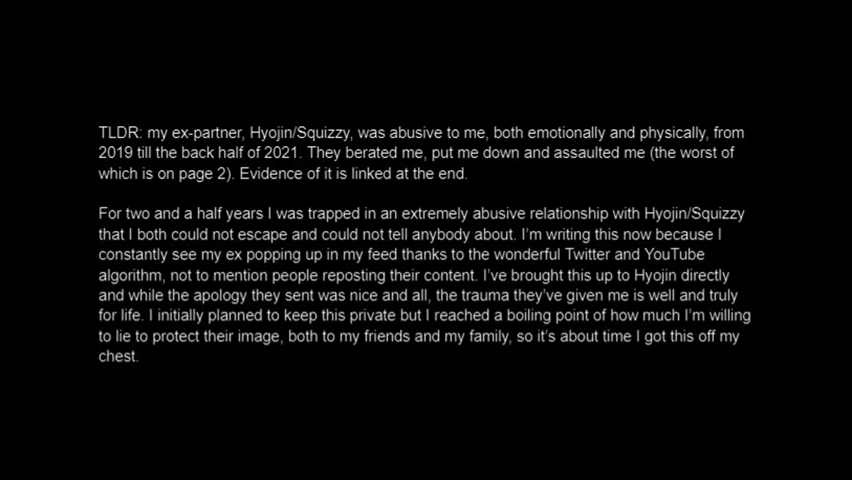 TLDR: my ex-partner, Hyojin/Squizzy, was abusive to me, both emotionally and physically, from
2019 till the back half of 2021. They berated me, put me down and assaulted me (the worst of
which is on page 2). Evidence of it is linked at the end.
For two and a half years I was trapped in an extremely abusive relationship with Hyojin/Squizzy
that I both could not escape and could not tell anybody about. I'm writing this now because I
constantly see my ex popping up in my feed thanks to the wonderful Twitter and YouTube
algorithm, not to mention people reposting their content. I've brought this up to Hyojin directly
and while the apology they sent was nice and all, the trauma they've given me is well and truly
for life. I initially planned to keep this private but I reached a boiling point of how much I'm willing
to lie to protect their image, both to my friends and my family, so it's about time I got this off my
chest.